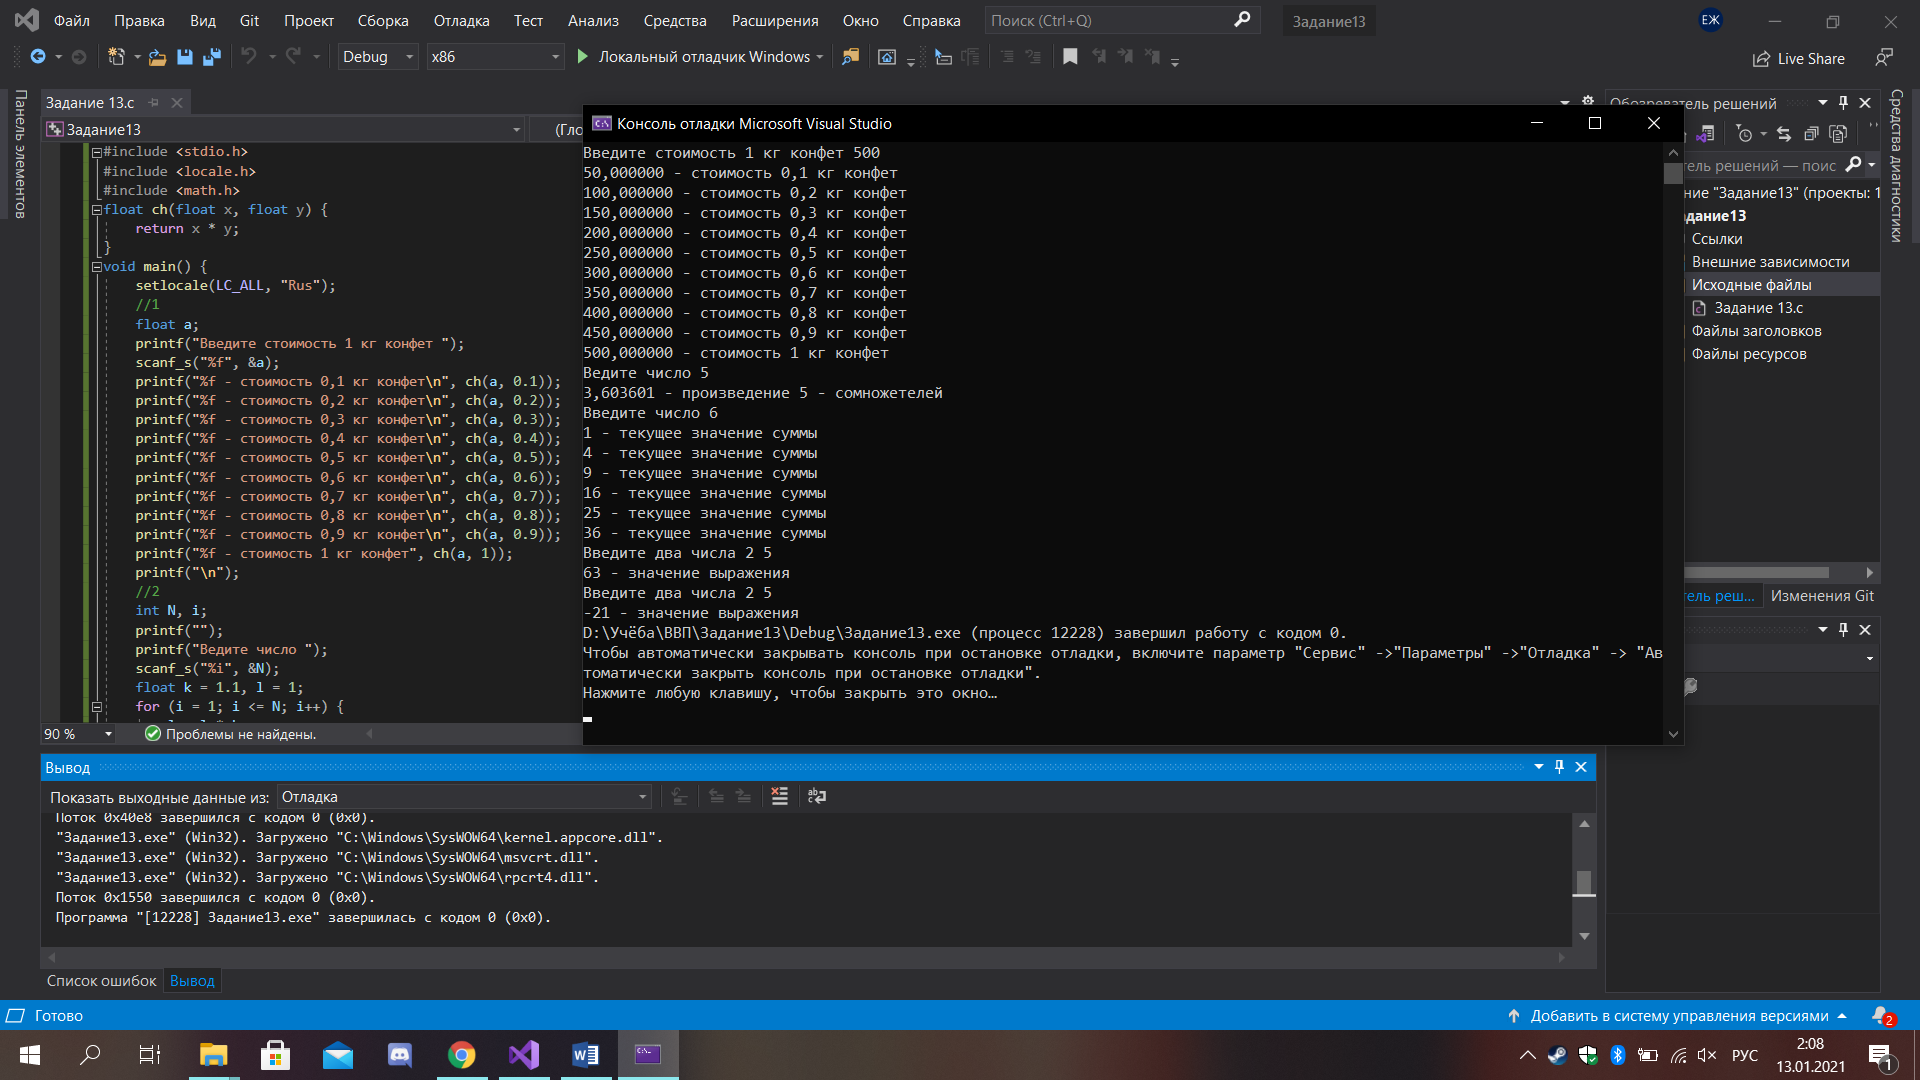 Файл Правка Вид Git Проект Сборка Отладка Тест Анализ Средства Расширения Окно Справка Поиск (Ctrl+Q) Задание13 ЕЖ
Debug x86 Локальный отладчик Windows Live Share
Панель элементов
Задание 13.c
Задание13 (Гло
#include <stdio.h>
#include <locale.h>
#include <math.h>
float ch(float x, float y) {
return x * y;
}
void main() {
setlocale(LC_ALL, "Rus");
//1
float a;
printf("Введите стоимость 1 кг конфет ");
scanf_s("%f", &a);
printf("%f - стоимость 0,1 кг конфет\n", ch(a, 0.1));
printf("%f - стоимость 0,2 кг конфет\n", ch(a, 0.2));
printf("%f - стоимость 0,3 кг конфет\n", ch(a, 0.3));
printf("%f - стоимость 0,4 кг конфет\n", ch(a, 0.4));
printf("%f - стоимость 0,5 кг конфет\n", ch(a, 0.5));
printf("%f - стоимость 0,6 кг конфет\n", ch(a, 0.6));
printf("%f - стоимость 0,7 кг конфет\n", ch(a, 0.7));
printf("%f - стоимость 0,8 кг конфет\n", ch(a, 0.8));
printf("%f - стоимость 0,9 кг конфет\n", ch(a, 0.9));
printf("%f - стоимость 1 кг конфет", ch(a, 1));
printf("\n");
//2
int N, i;
printf("");
printf("Ведите число ");
scanf_s("%i", &N);
float k = 1.1, l = 1;
for (i = 1; i <= N; i++) {
90 % Проблемы не найдены.
Консоль отладки Microsoft Visual Studio
Введите стоимость 1 кг конфет 500
50,000000 - стоимость 0,1 кг конфет
100,000000 - стоимость 0,2 кг конфет
150,000000 - стоимость 0,3 кг конфет
200,000000 - стоимость 0,4 кг конфет
250,000000 - стоимость 0,5 кг конфет
300,000000 - стоимость 0,6 кг конфет
350,000000 - стоимость 0,7 кг конфет
400,000000 - стоимость 0,8 кг конфет
450,000000 - стоимость 0,9 кг конфет
500,000000 - стоимость 1 кг конфет
Ведите число 5
3,603601 - произведение 5 - сомножетелей
Введите число 6
1 - текущее значение суммы
4 - текущее значение суммы
9 - текущее значение суммы
16 - текущее значение суммы
25 - текущее значение суммы
36 - текущее значение суммы
Введите два числа 2 5
63 - значение выражения
Введите два числа 2 5
-21 - значение выражения
D:\Учёба\ВВП\Задание13\Debug\Задание13.exe (процесс 12228) завершил работу с кодом 0.
Чтобы автоматически закрывать консоль при остановке отладки, включите параметр "Сервис" ->"Параметры" ->"Отладка" -> "Ав
томатически закрыть консоль при остановке отладки".
Нажмите любую клавишу, чтобы закрыть это окно…
Обозреватель решений
тель решений — поис
ние "Задание13" (проекты: 1
дание13
Ссылки
Внешние зависимости
Исходные файлы
Задание 13.c
Файлы заголовков
Файлы ресурсов
тель реш... Изменения Git
Средства диагностики
Вывод
Показать выходные данные из: Отладка
Поток 0x40e8 завершился с кодом 0 (0x0).
"Задание13.exe" (Win32). Загружено "C:\Windows\SysWOW64\kernel.appcore.dll".
"Задание13.exe" (Win32). Загружено "C:\Windows\SysWOW64\msvcrt.dll".
"Задание13.exe" (Win32). Загружено "C:\Windows\SysWOW64\rpcrt4.dll".
Поток 0x1550 завершился с кодом 0 (0x0).
Программа "[12228] Задание13.exe" завершилась с кодом 0 (0x0).
Список ошибок Вывод
Готово Добавить в систему управления версиями 2
РУС 2:08
13.01.2021 1